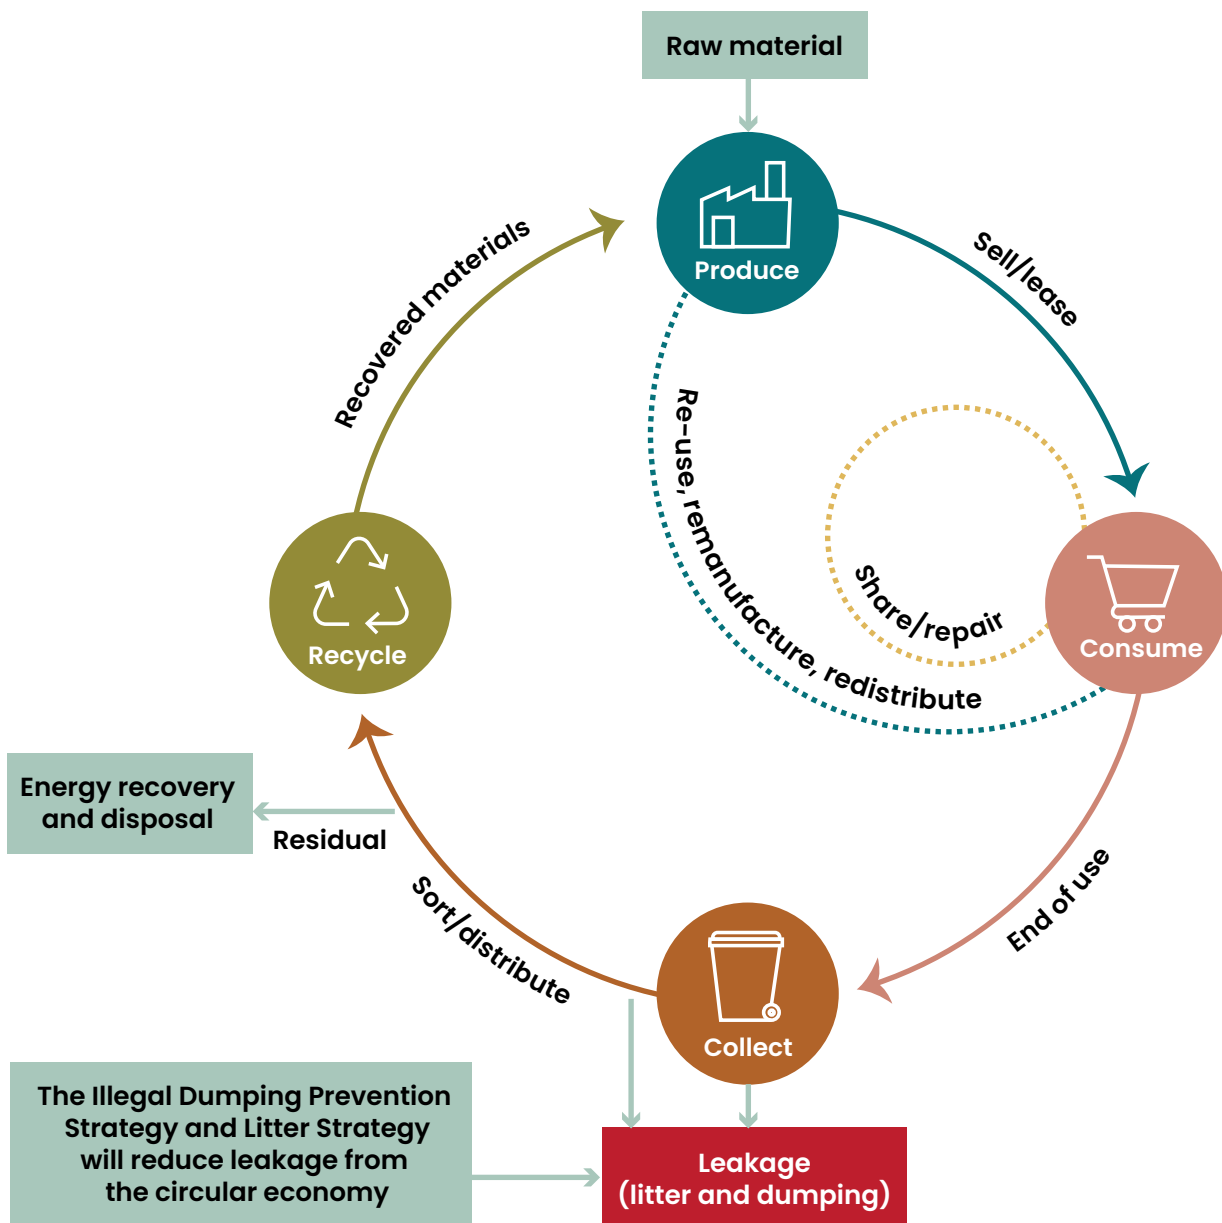 Raw material
Produce
Sell/lease
Recovered materials
Re-use, remanufacture, redistribute
Share/repair
Consume
Recycle
Energy recovery
and disposal
Residual
Sort/distribute
End of use
Collect
The Illegal Dumping Prevention
Strategy and Litter Strategy
will reduce leakage from
the circular economy
Leakage
(litter and dumping)